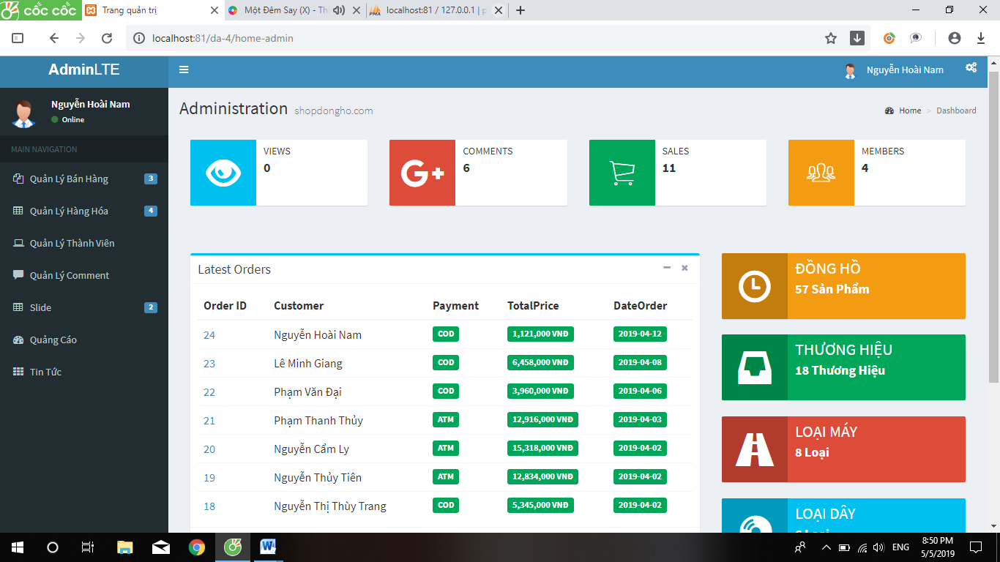 cốc cốc Trang quản trị Một Đêm Say (X) - Th localhost:81 / 127.0.0.1 | p
localhost:81/da-4/home-admin
AdminLTE Nguyễn Hoài Nam
Nguyễn Hoài Nam
Online
Administration shopdongho.com Home > Dashboard
MAIN NAVIGATION
Quản Lý Bán Hàng 3
Quản Lý Hàng Hóa 4
Quản Lý Thành Viên
Quản Lý Comment
Slide 2
Quảng Cáo
Tin Tức
VIEWS
0
COMMENTS
6
SALES
11
MEMBERS
4
Latest Orders
Order ID Customer Payment TotalPrice DateOrder
24 Nguyễn Hoài Nam COD 1,121,000 VNĐ 2019-04-12
23 Lê Minh Giang COD 6,458,000 VNĐ 2019-04-08
22 Phạm Văn Đại COD 3,960,000 VNĐ 2019-04-06
21 Phạm Thanh Thủy ATM 12,916,000 VNĐ 2019-04-03
20 Nguyễn Cẩm Ly ATM 15,318,000 VNĐ 2019-04-02
19 Nguyễn Thủy Tiên ATM 12,834,000 VNĐ 2019-04-02
18 Nguyễn Thị Thùy Trang COD 5,345,000 VNĐ 2019-04-02
ĐỒNG HỒ
57 Sản Phẩm
THƯƠNG HIỆU
18 Thương Hiệu
LOẠI MÁY
8 Loại
LOẠI DÂY
ENG
8:50 PM
5/5/2019